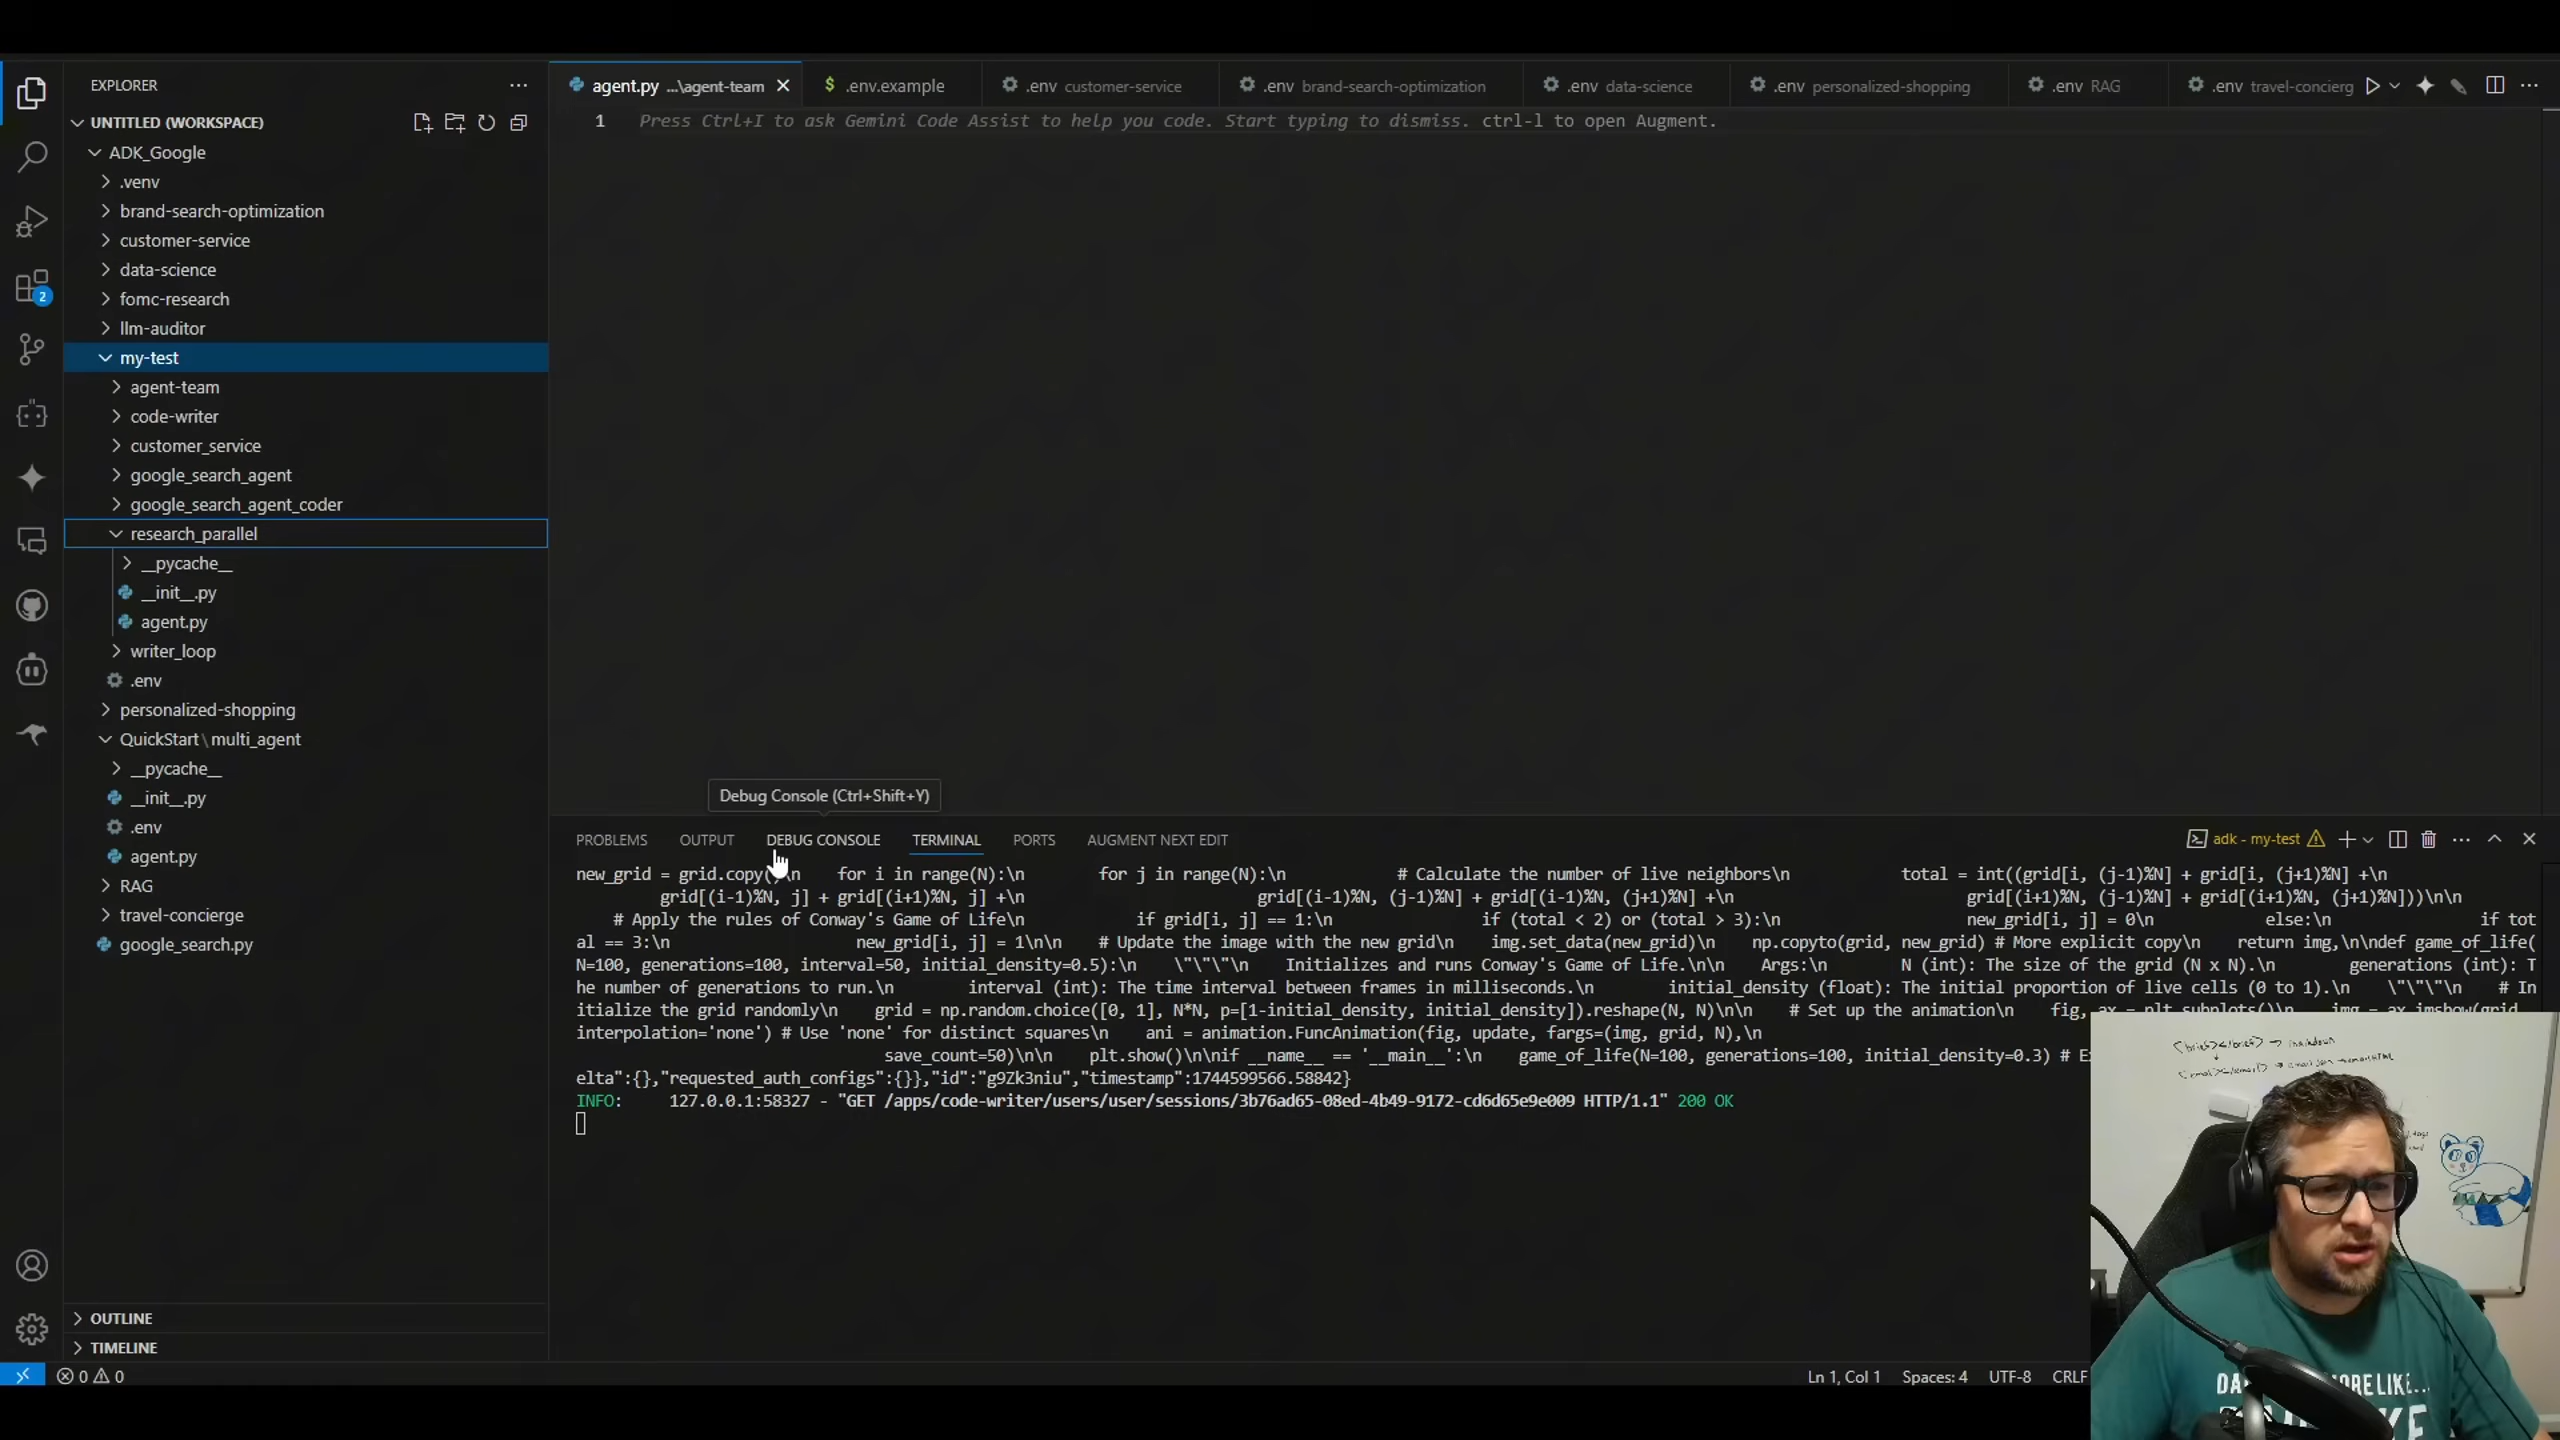 EXPLORER
UNTITLED (WORKSPACE)
ADK_Google
.venv
brand-search-optimization
customer-service
data-science
fomc-research
llm-auditor
my-test
agent-team
code-writer
customer_service
google_search_agent
google_search_agent_coder
research_parallel
__pycache__
__init__.py
agent.py
writer_loop
.env
personalized-shopping
QuickStart\multi_agent
__pycache__
__init__.py
.env
agent.py
RAG
travel-concierge
google_search.py
OUTLINE
TIMELINE
2
agent.py ...\agent-team
$ .env.example
.env customer-service
.env brand-search-optimization
.env data-science
.env personalized-shopping
.env RAG
.env travel-concierg
1 Press Ctrl+I to ask Gemini Code Assist to help you code. Start typing to dismiss. ctrl-l to open Augment.
Debug Console (Ctrl+Shift+Y)
PROBLEMS OUTPUT DEBUG CONSOLE TERMINAL PORTS AUGMENT NEXT EDIT
adk - my-test
new_grid = grid.copy()\n for i in range(N):\n for j in range(N):\n # Calculate the number of live neighbors\n total = int((grid[i, (j-1)%N] + grid[i, (j+1)%N] +\n
grid[(i-1)%N, j] + grid[(i+1)%N, j] +\n grid[(i-1)%N, (j-1)%N] + grid[(i-1)%N, (j+1)%N] +\n grid[(i+1)%N, (j-1)%N] + grid[(i+1)%N, (j+1)%N]))\n\n
# Apply the rules of Conway's Game of Life\n if grid[i, j] == 1:\n if (total < 2) or (total > 3):\n new_grid[i, j] = 0\n else:\n if tot
al == 3:\n new_grid[i, j] = 1\n\n # Update the image with the new grid\n img.set_data(new_grid)\n np.copyto(grid, new_grid) # More explicit copy\n return img,\n\ndef game_of_life(
N=100, generations=100, interval=50, initial_density=0.5):\n \"\"\"\n Initializes and runs Conway's Game of Life.\n\n Args:\n N (int): The size of the grid (N x N).\n generations (int): T
he number of generations to run.\n interval (int): The time interval between frames in milliseconds.\n initial_density (float): The initial proportion of live cells (0 to 1).\n \"\"\"\n # In
itialize the grid randomly\n grid = np.random.choice([0, 1], N*N, p=[1-initial_density, initial_density]).reshape(N, N)\n\n # Set up the animation\n fig, ax = plt.subplots()\n img = ax.imshow(grid,
interpolation='none') # Use 'none' for distinct squares\n ani = animation.FuncAnimation(fig, update, fargs=(img, grid, N),\n
save_count=50)\n\n plt.show()\n\nif __name__ == '__main__':\n game_of_life(N=100, generations=100, initial_density=0.3) #
elta":{},"requested_auth_configs":{}},"id":"g9Zk3niu","timestamp":1744599566.58842}
INFO: 127.0.0.1:58327 - "GET /apps/code-writer/users/user/sessions/3b76ad65-08ed-4b49-9172-cd6d65e9e009 HTTP/1.1" 200 OK
0 0
Ln 1, Col 1 Spaces: 4 UTF-8 CRLF